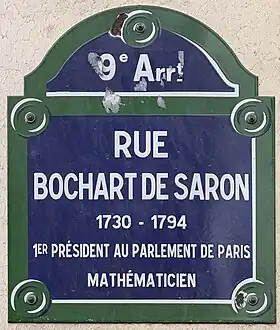 9e Arrt
RUE
BOCHART DE SARON
1730 - 1794
1ER PRÉSIDENT AU PARLEMENT DE PARIS
MATHÉMATICIEN